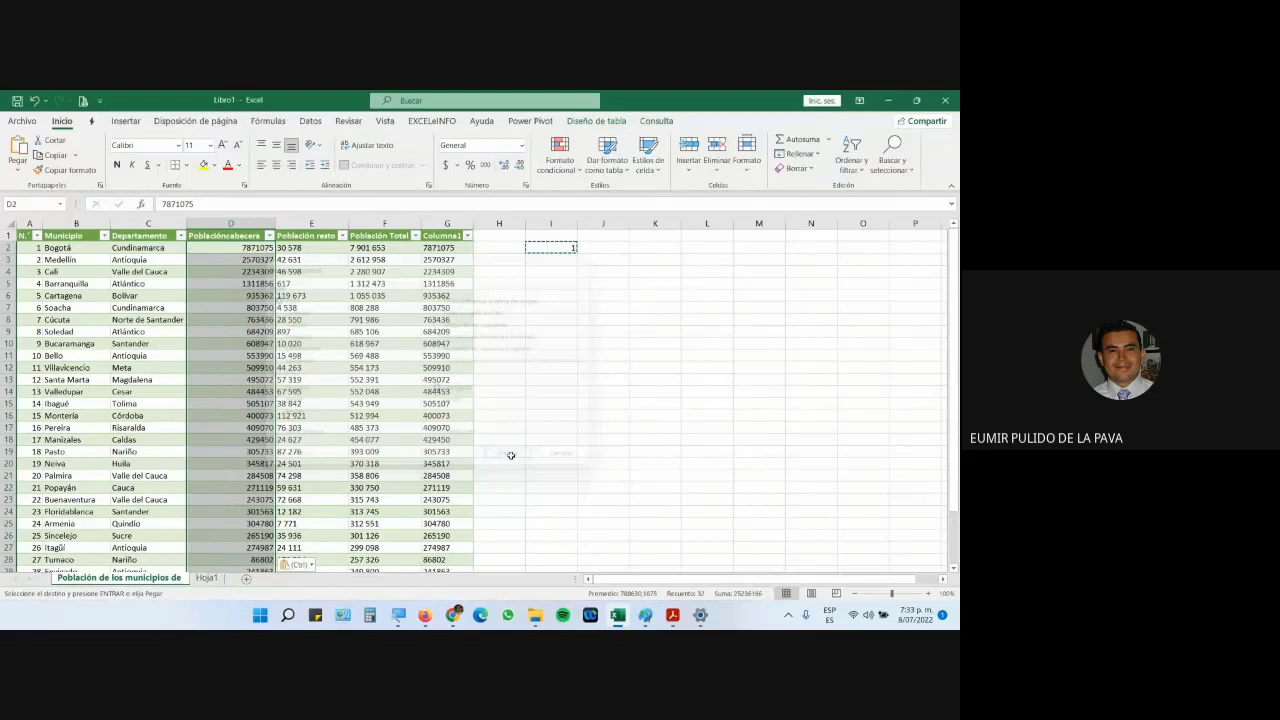 Libro1 - Excel
Buscar
Inic. ses.
Archivo Inicio Insertar Disposición de página Fórmulas Datos Revisar Vista EXCELeINFO Ayuda Power Pivot Diseño de tabla Consulta
Compartir
Pegar
Cortar
Copiar
Copiar formato
Portapapeles
Calibri 11
N K S
Fuente
Ajustar texto
Combinar y centrar
Alineación
General
$ % 000
Número
Formato condicional
Dar formato como tabla
Estilos de celda
Estilos
Insertar Eliminar Formato
Celdas
Autosuma
Rellenar
Borrar
Ordenar y filtrar
Buscar y seleccionar
Edición
D2 fx 7871075
A B C D E F G H I J K L M N O P
1 N.° Municipio Departamento Poblacióncabecera Población resto Población Total Columna1
2 1 Bogotá Cundinamarca 7871075 30 578 7 901 653 7871075 1
3 2 Medellín Antioquia 2570327 42 631 2 612 958 2570327
4 3 Cali Valle del Cauca 2234309 46 598 2 280 907 2234309
5 4 Barranquilla Atlántico 1311856 617 1 312 473 1311856
6 5 Cartagena Bolívar 935362 119 673 1 055 035 935362
7 6 Soacha Cundinamarca 803750 4 538 808 288 803750
8 7 Cúcuta Norte de Santander 763436 28 550 791 986 763436
9 8 Soledad Atlántico 684209 897 685 106 684209
10 9 Bucaramanga Santander 608947 10 020 618 967 608947
11 10 Bello Antioquia 553990 15 498 569 488 553990
12 11 Villavicencio Meta 509910 44 263 554 173 509910
13 12 Santa Marta Magdalena 495072 57 319 552 391 495072
14 13 Valledupar Cesar 484453 67 595 552 048 484453
15 14 Ibagué Tolima 505107 38 842 543 949 505107
16 15 Montería Córdoba 400073 112 921 512 994 400073
17 16 Pereira Risaralda 409070 76 303 485 373 409070
18 17 Manizales Caldas 429450 24 627 454 077 429450
19 18 Pasto Nariño 305733 87 276 393 009 305733
20 19 Neiva Huila 345817 24 501 370 318 345817
21 20 Palmira Valle del Cauca 284508 74 298 358 806 284508
22 21 Popayán Cauca 271119 59 631 330 750 271119
23 22 Buenaventura Valle del Cauca 243075 72 668 315 743 243075
24 23 Floridablanca Santander 301563 12 182 313 745 301563
25 24 Armenia Quindío 304780 7 771 312 551 304780
26 25 Sincelejo Sucre 265190 35 936 301 126 265190
27 26 Itagüí Antioquia 274987 24 111 299 098 274987
28 27 Tumaco Nariño 86802 257 326 86802
(Ctrl)
Población de los municipios de Hoja1
Seleccione el destino y presione ENTRAR o elija Pegar
Promedio: 788630,1875 Recuento: 32 Suma: 25236166
100%
ESP
ES
7:33 p. m.
8/07/2022
EUMIR PULIDO DE LA PAVA